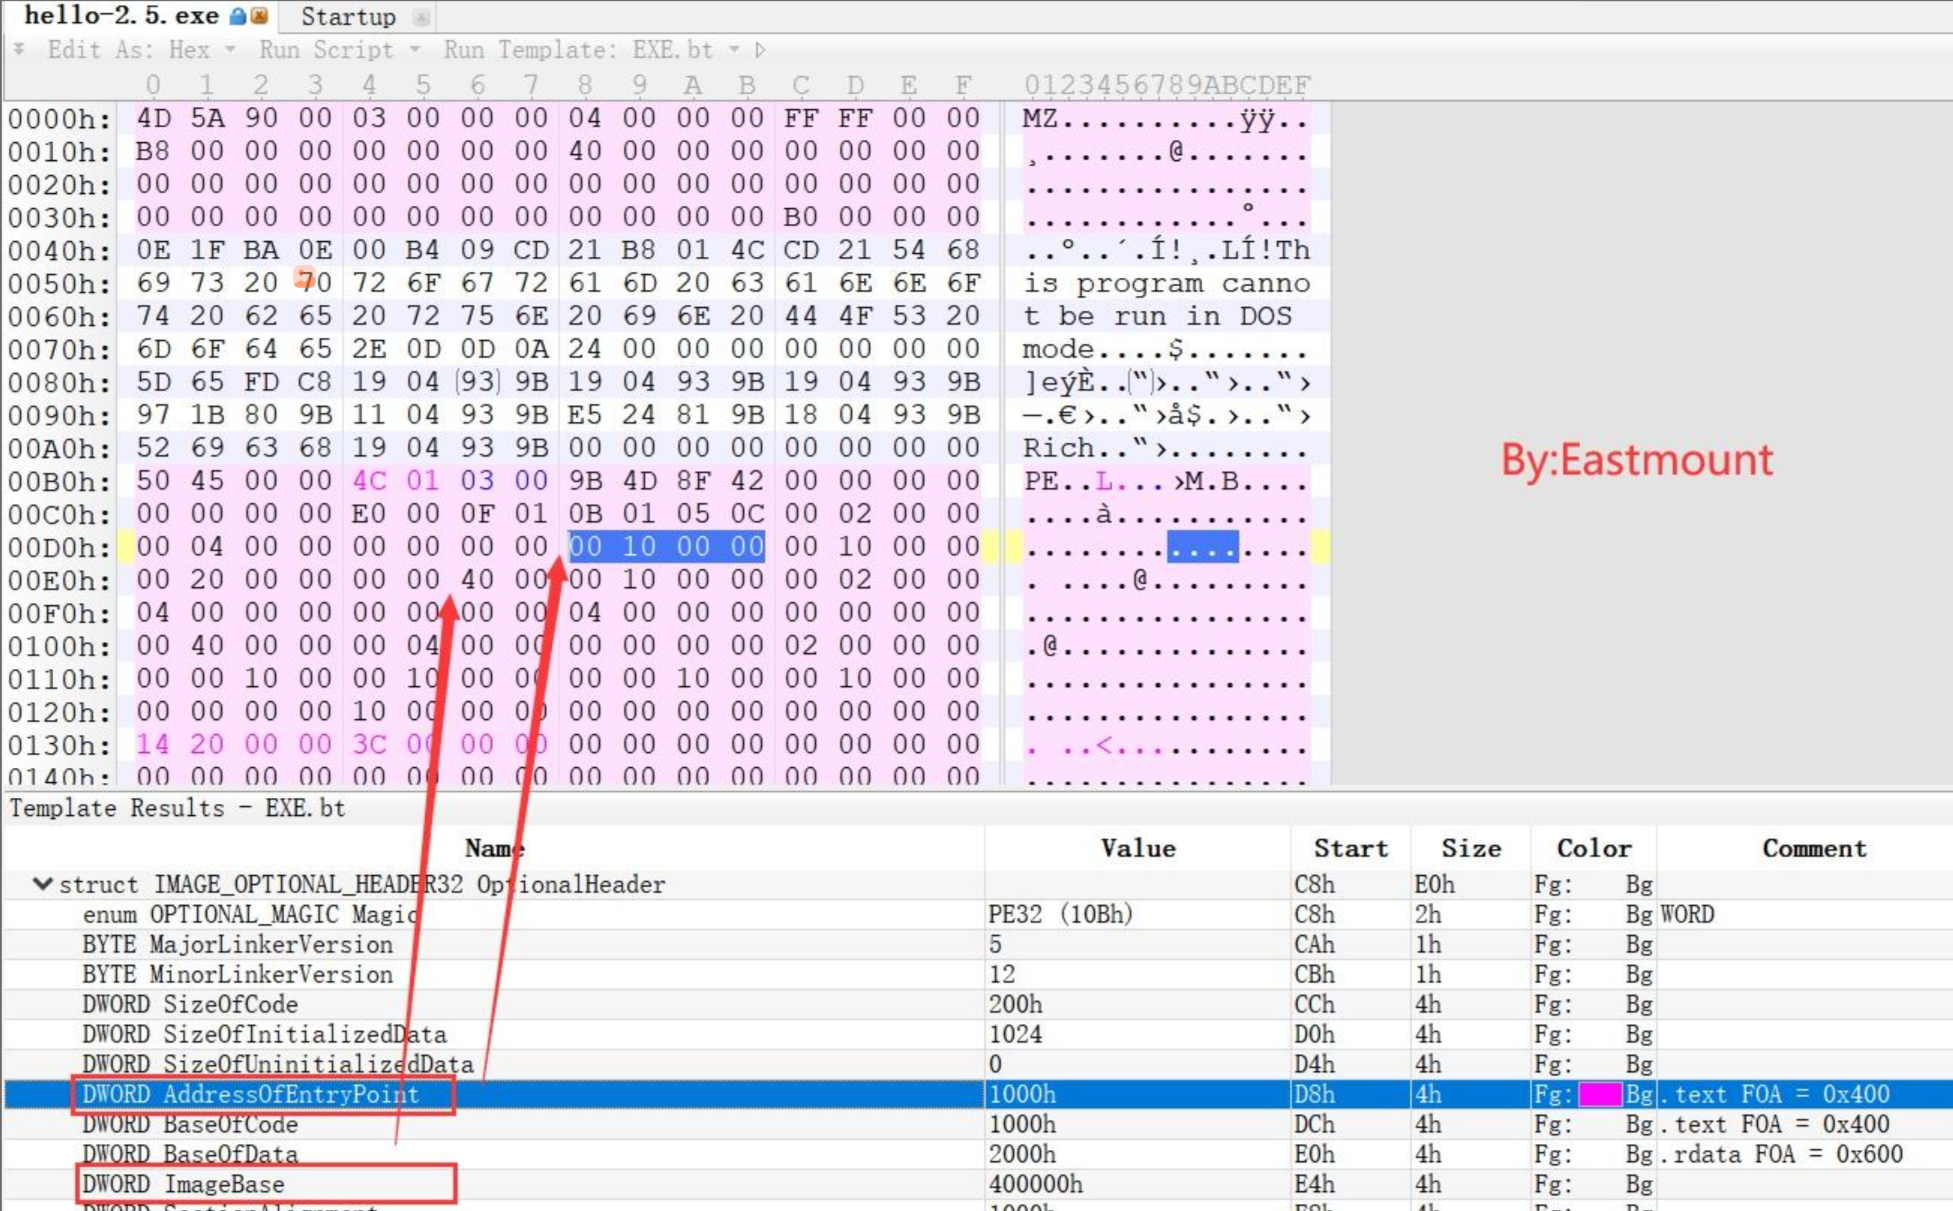 hello-2.5.exe Startup
Edit As: Hex Run Script Run Template: EXE.bt
0 1 2 3 4 5 6 7 8 9 A B C D E F 0123456789ABCDEF
0000h: 4D 5A 90 00 03 00 00 00 04 00 00 00 FF FF 00 00 MZ..........ÿÿ..
0010h: B8 00 00 00 00 00 00 00 40 00 00 00 00 00 00 00 ¸.......@.......
0020h: 00 00 00 00 00 00 00 00 00 00 00 00 00 00 00 00 ................
0030h: 00 00 00 00 00 00 00 00 00 00 00 00 B0 00 00 00 ............°...
0040h: 0E 1F BA 0E 00 B4 09 CD 21 B8 01 4C CD 21 54 68 ..º..´.Í!¸.LÍ!Th
0050h: 69 73 20 70 72 6F 67 72 61 6D 20 63 61 6E 6E 6F is program canno
0060h: 74 20 62 65 20 72 75 6E 20 69 6E 20 44 4F 53 20 t be run in DOS
0070h: 6D 6F 64 65 2E 0D 0D 0A 24 00 00 00 00 00 00 00 mode....$.......
0080h: 5D 65 FD C8 19 04 93 9B 19 04 93 9B 19 04 93 9B ]eýÈ..“›..“›..“›
0090h: 97 1B 80 9B 11 04 93 9B E5 24 81 9B 18 04 93 9B —.€›..“›å$.›..“›
00A0h: 52 69 63 68 19 04 93 9B 00 00 00 00 00 00 00 00 Rich..“›........
00B0h: 50 45 00 00 4C 01 03 00 9B 4D 8F 42 00 00 00 00 PE..L...›M.B....
00C0h: 00 00 00 00 E0 00 0F 01 0B 01 05 0C 00 02 00 00 ....à...........
00D0h: 00 04 00 00 00 00 00 00 00 10 00 00 00 10 00 00 ................
00E0h: 00 20 00 00 00 00 40 00 00 10 00 00 00 02 00 00 . ....@.........
00F0h: 04 00 00 00 00 00 00 00 04 00 00 00 00 00 00 00 ................
0100h: 00 40 00 00 00 04 00 00 00 00 00 00 02 00 00 00 .@..............
0110h: 00 00 10 00 00 10 00 00 00 00 10 00 00 10 00 00 ................
0120h: 00 00 00 00 10 00 00 00 00 00 00 00 00 00 00 00 ................
0130h: 14 20 00 00 3C 00 00 00 00 00 00 00 00 00 00 00 . ..<...........
0140h: 00 00 00 00 00 00 00 00 00 00 00 00 00 00 00 00 ................
By:Eastmount
Template Results - EXE.bt
Name Value Start Size Color Comment
struct IMAGE_OPTIONAL_HEADER32 OptionalHeader C8h E0h Fg: Bg
enum OPTIONAL_MAGIC Magic PE32 (10Bh) C8h 2h Fg: Bg WORD
BYTE MajorLinkerVersion 5 CAh 1h Fg: Bg
BYTE MinorLinkerVersion 12 CBh 1h Fg: Bg
DWORD SizeOfCode 200h CCh 4h Fg: Bg
DWORD SizeOfInitializedData 1024 D0h 4h Fg: Bg
DWORD SizeOfUninitializedData 0 D4h 4h Fg: Bg
DWORD AddressOfEntryPoint 1000h D8h 4h Fg: Bg .text FOA = 0x400
DWORD BaseOfCode 1000h DCh 4h Fg: Bg .text FOA = 0x400
DWORD BaseOfData 2000h E0h 4h Fg: Bg .rdata FOA = 0x600
DWORD ImageBase 400000h E4h 4h Fg: Bg
DWORD SectionAlignment 1000h E8h 4h Fg: Bg